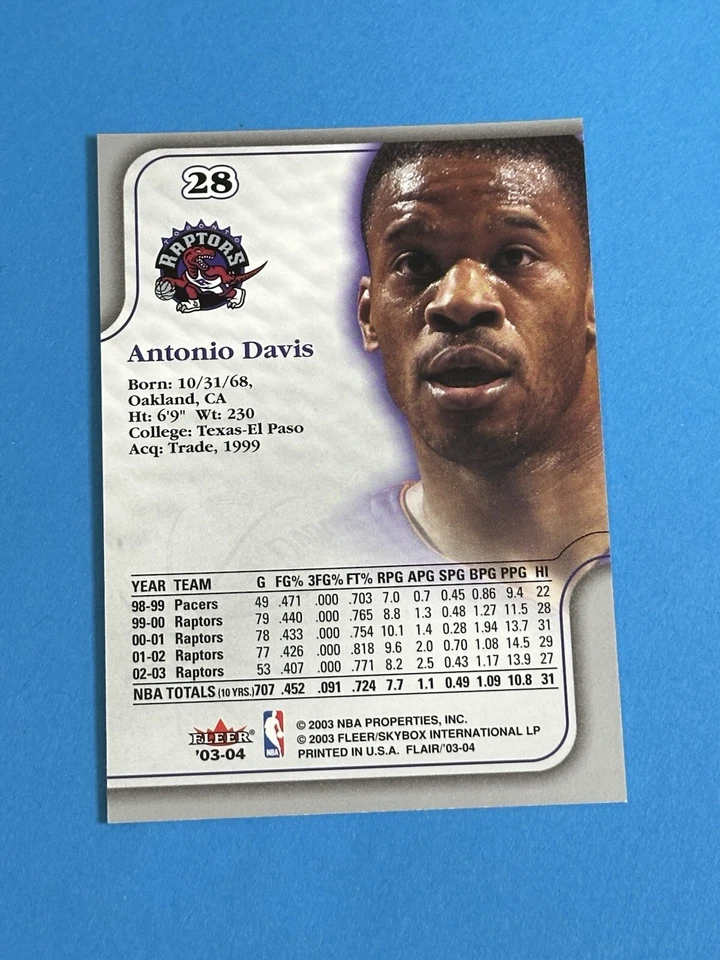 28
TORONTO
RAPTORS
Antonio Davis
Born: 10/31/68,
Oakland, CA
Ht: 6'9" Wt: 230
College: Texas-El Paso
Acq: Trade, 1999
YEAR TEAM G FG% 3FG% FT% RPG APG SPG BPG PPG HI
98-99 Pacers 49 .471 .000 .703 7.0 0.7 0.45 0.86 9.4 22
99-00 Raptors 79 .440 .000 .765 8.8 1.3 0.48 1.27 11.5 28
00-01 Raptors 78 .433 .000 .754 10.1 1.4 0.28 1.94 13.7 31
01-02 Raptors 77 .426 .000 .818 9.6 2.0 0.70 1.08 14.5 29
02-03 Raptors 53 .407 .000 .771 8.2 2.5 0.43 1.17 13.9 27
NBA TOTALS (10 YRS.) 707 .452 .091 .724 7.7 1.1 0.49 1.09 10.8 31
FLEER®
'03-04
NBA
© 2003 NBA PROPERTIES, INC.
© 2003 FLEER/SKYBOX INTERNATIONAL LP
PRINTED IN U.S.A. FLAIR/'03-04